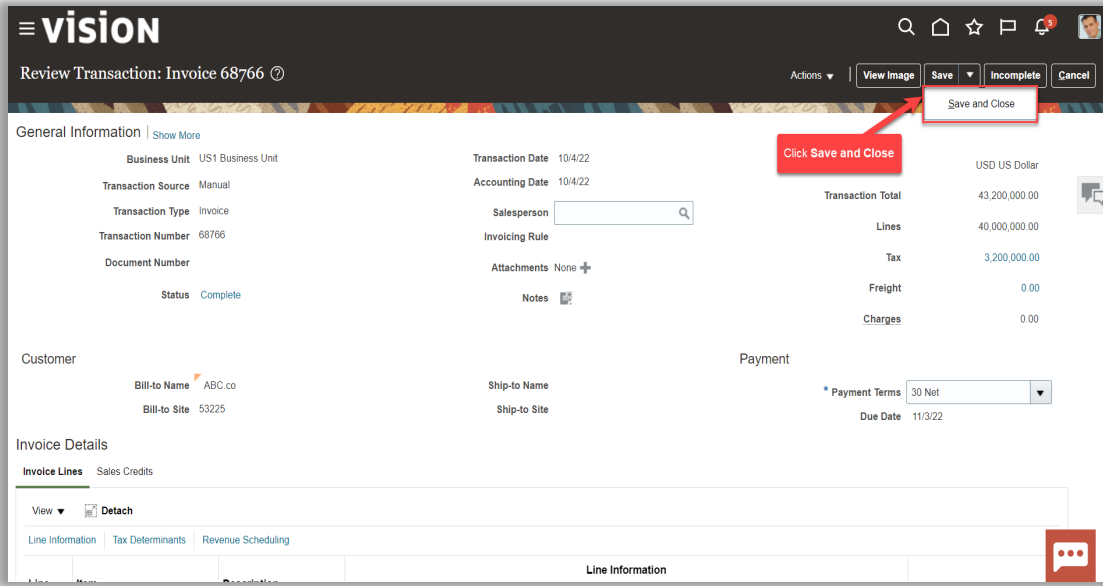 VISION
5
Review Transaction: Invoice 68766
Actions
View Image
Save
Incomplete
Cancel
Save and Close
Click Save and Close
General Information
Show More
Business Unit US1 Business Unit
Transaction Source Manual
Transaction Type Invoice
Transaction Number 68766
Document Number
Status Complete
Transaction Date 10/4/22
Accounting Date 10/4/22
Salesperson
Invoicing Rule
Attachments None
Notes
USD US Dollar
Transaction Total 43,200,000.00
Lines 40,000,000.00
Tax 3,200,000.00
Freight 0.00
Charges 0.00
Customer
Bill-to Name ABC.co
Bill-to Site 53225
Ship-to Name
Ship-to Site
Payment
* Payment Terms 30 Net
Due Date 11/3/22
Invoice Details
Invoice Lines Sales Credits
View Detach
Line Information Tax Determinants Revenue Scheduling
Line Information
Line Item Description